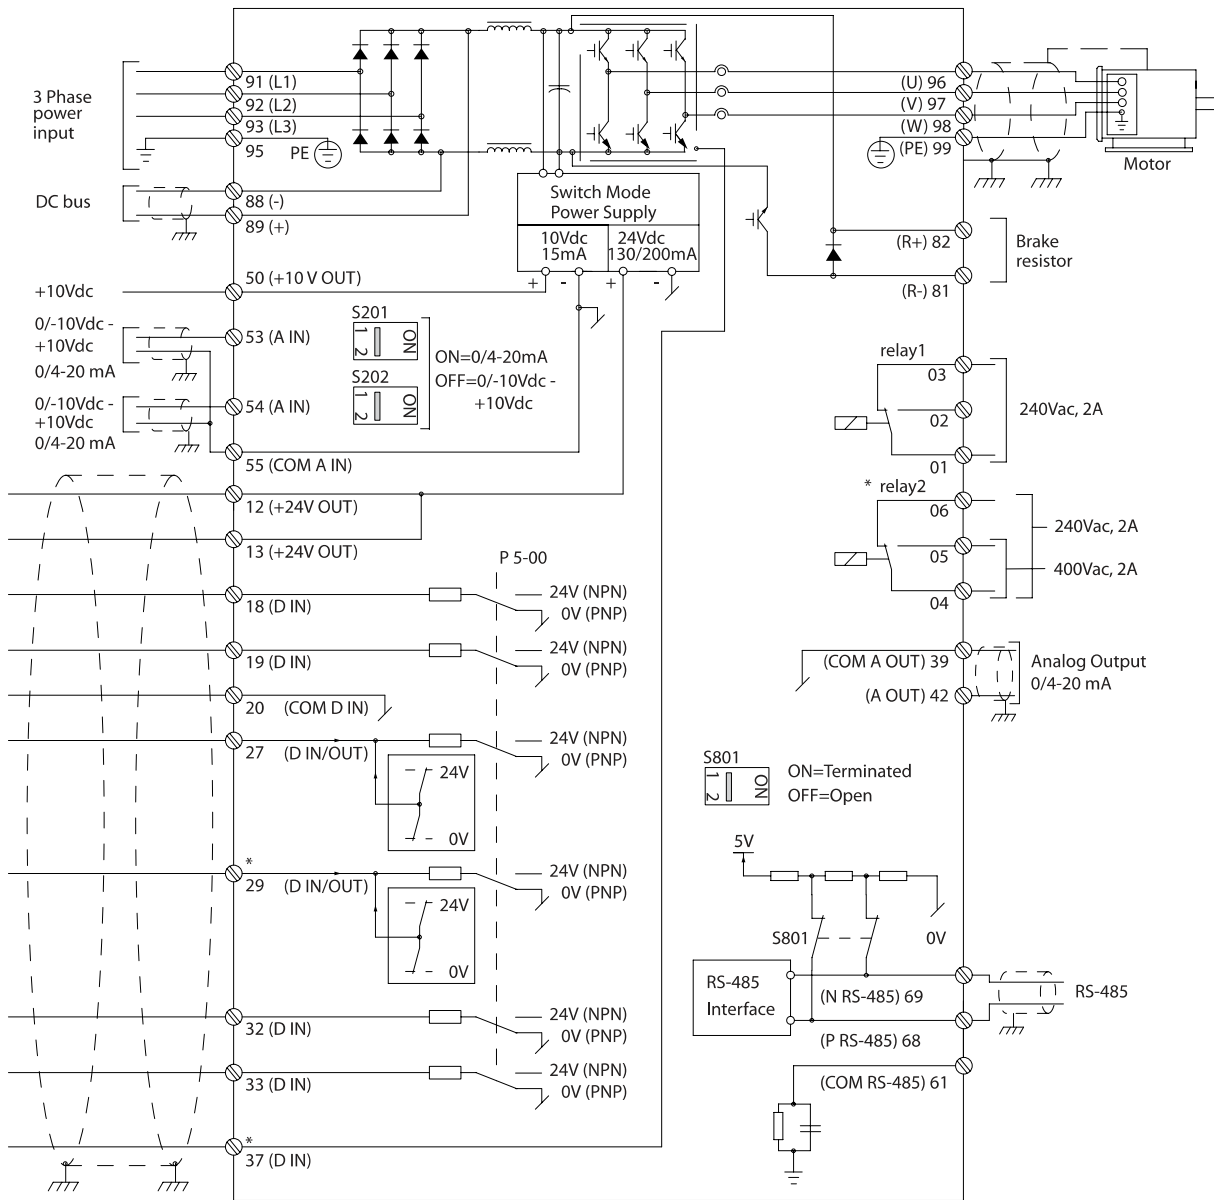 3 Phase
power
input
91 (L1)
92 (L2)
93 (L3)
95
PE
DC bus
88 (-)
89 (+)
+10Vdc
50 (+10 V OUT)
0/-10Vdc -
+10Vdc
0/4-20 mA
53 (A IN)
0/-10Vdc -
+10Vdc
0/4-20 mA
54 (A IN)
55 (COM A IN)
12 (+24V OUT)
13 (+24V OUT)
18 (D IN)
19 (D IN)
20 (COM D IN)
27 (D IN/OUT)
*
29 (D IN/OUT)
32 (D IN)
33 (D IN)
*
37 (D IN)
Switch Mode
Power Supply
10Vdc
15mA
24Vdc
130/200mA
+ - + -
S201
1 2 ON
S202
1 2 ON
ON=0/4-20mA
OFF=0/-10Vdc -
+10Vdc
P 5-00
24V (NPN)
0V (PNP)
24V (NPN)
0V (PNP)
24V (NPN)
0V (PNP)
24V
0V
24V (NPN)
0V (PNP)
24V
0V
24V (NPN)
0V (PNP)
24V (NPN)
0V (PNP)
(U) 96
(V) 97
(W) 98
(PE) 99
Motor
(R+) 82
(R-) 81
Brake
resistor
relay1
03
02
01
240Vac, 2A
* relay2
06
05
04
240Vac, 2A
400Vac, 2A
(COM A OUT) 39
(A OUT) 42
Analog Output
0/4-20 mA
S801
1 2 ON
ON=Terminated
OFF=Open
5V
S801
0V
RS-485
Interface
(N RS-485) 69
(P RS-485) 68
(COM RS-485) 61
RS-485